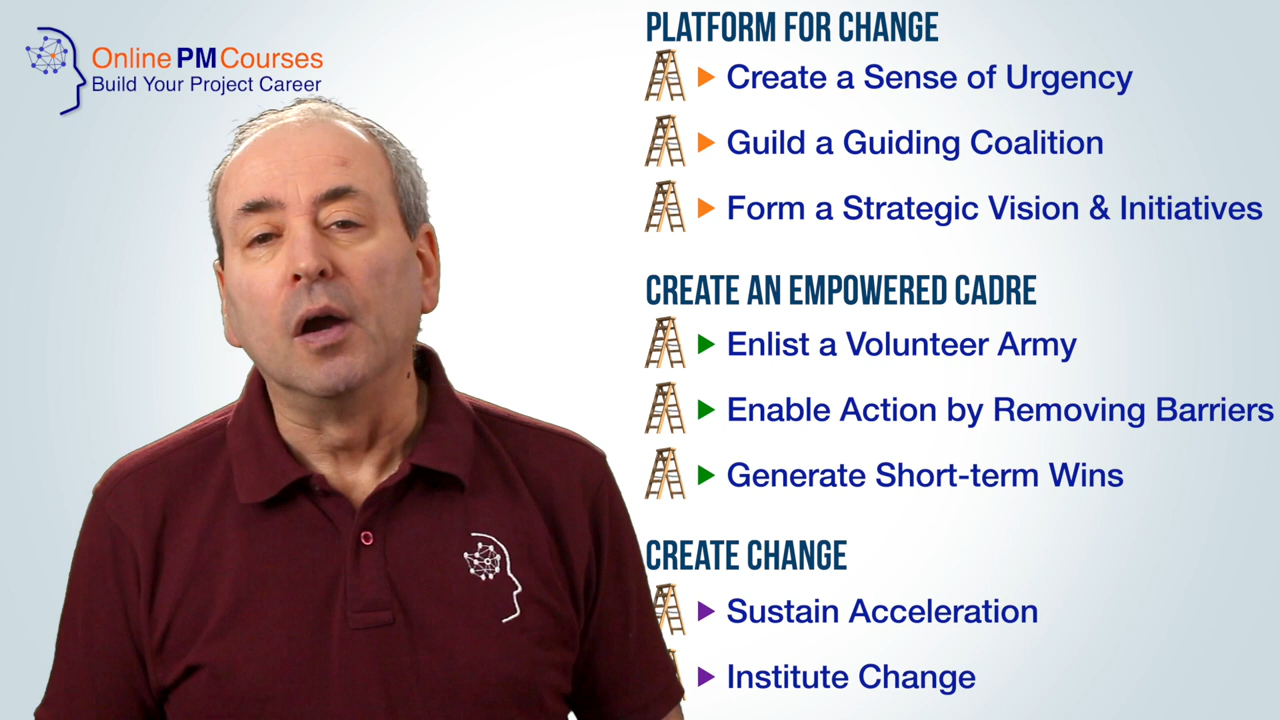 Online PM Courses
Build Your Project Career
PLATFORM FOR CHANGE
Create a Sense of Urgency
Guild a Guiding Coalition
Form a Strategic Vision & Initiatives
CREATE AN EMPOWERED CADRE
Enlist a Volunteer Army
Enable Action by Removing Barriers
Generate Short-term Wins
CREATE CHANGE
Sustain Acceleration
Institute Change